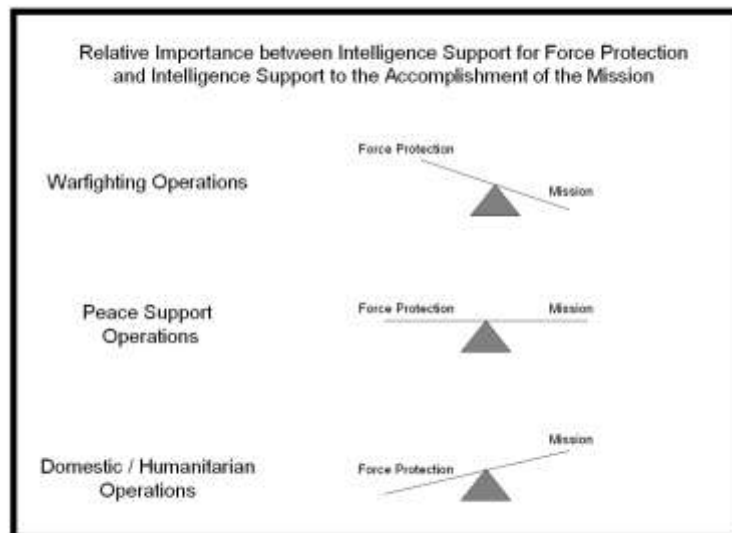 Relative Importance between Intelligence Support for Force Protection
and Intelligence Support to the Accomplishment of the Mission
Force Protection
Warfighting Operations
Mission
Peace Support
Operations
Force Protection
Mission
Mission
Domestic / Humanitarian
Operations
Force Protection